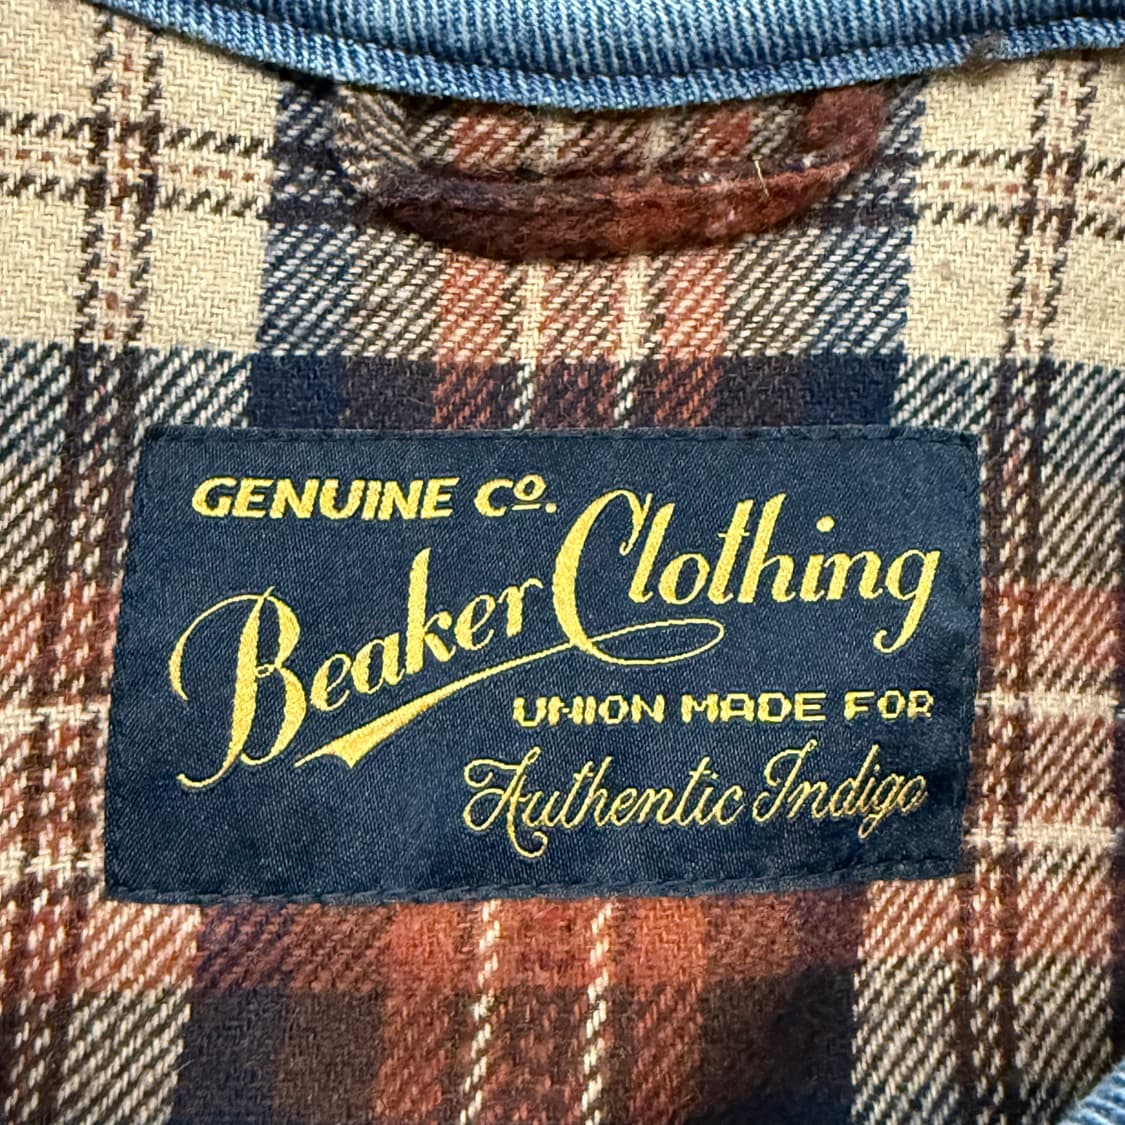 GENUINE Cº.
Beaker Clothing
UNION MADE FOR
Authentic Indigo